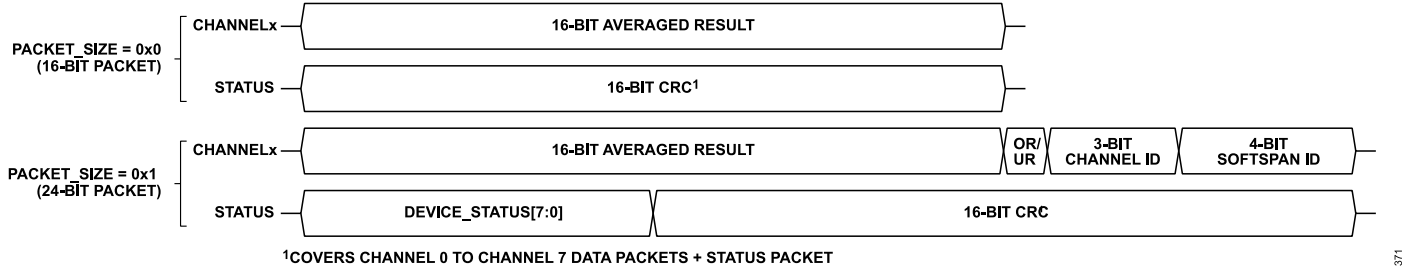 CHANNELx
16-BIT AVERAGED RESULT
PACKET_SIZE = 0x0
(16-BIT PACKET)
STATUS
16-BIT CRC1
CHANNELx
16-BIT AVERAGED RESULT
OR/
UR
3-BIT
CHANNEL ID
4-BIT
SOFTSPAN ID
PACKET_SIZE = 0x1
(24-BIT PACKET)
STATUS
DEVICE_STATUS[7:0]
16-BIT CRC
1COVERS CHANNEL 0 TO CHANNEL 7 DATA PACKETS + STATUS PACKET
371